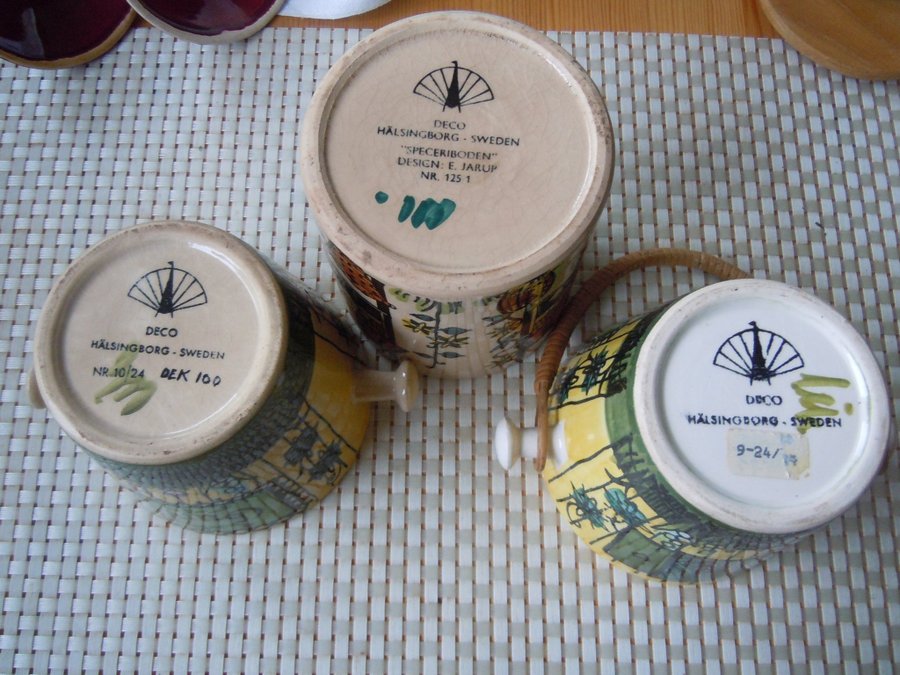 DECO
HÄLSINGBORG - SWEDEN
"SPECERIBODEN"
DESIGN: E. JARUP
NR. 125 1
DECO
HÄLSINGBORG - SWEDEN
NR. 10/24 DEK 100
DECO
HÄLSINGBORG - SWEDEN
9-24/